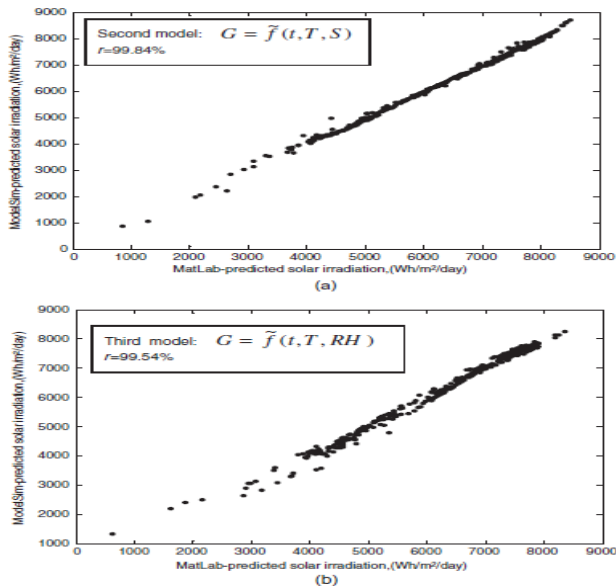 9000
8000
7000
6000
5000
4000
3000
2000
1000
0
ModelSim-predicted solar irradiation,(Wh/m²/day)
Second model: G = f̃ (t, T, S)
r=99.84%
0 1000 2000 3000 4000 5000 6000 7000 8000 9000
MatLab-predicted solar irradiation,(Wh/m²/day)
(a)
9000
8000
7000
6000
5000
4000
3000
2000
1000
ModelSim-predicted solar irradiation,(Wh/m²/day)
Third model: G = f̃ (t, T, RH )
r=99.54%
0 1000 2000 3000 4000 5000 6000 7000 8000 9000
MatLab-predicted solar irradiation,(Wh/m²/day)
(b)